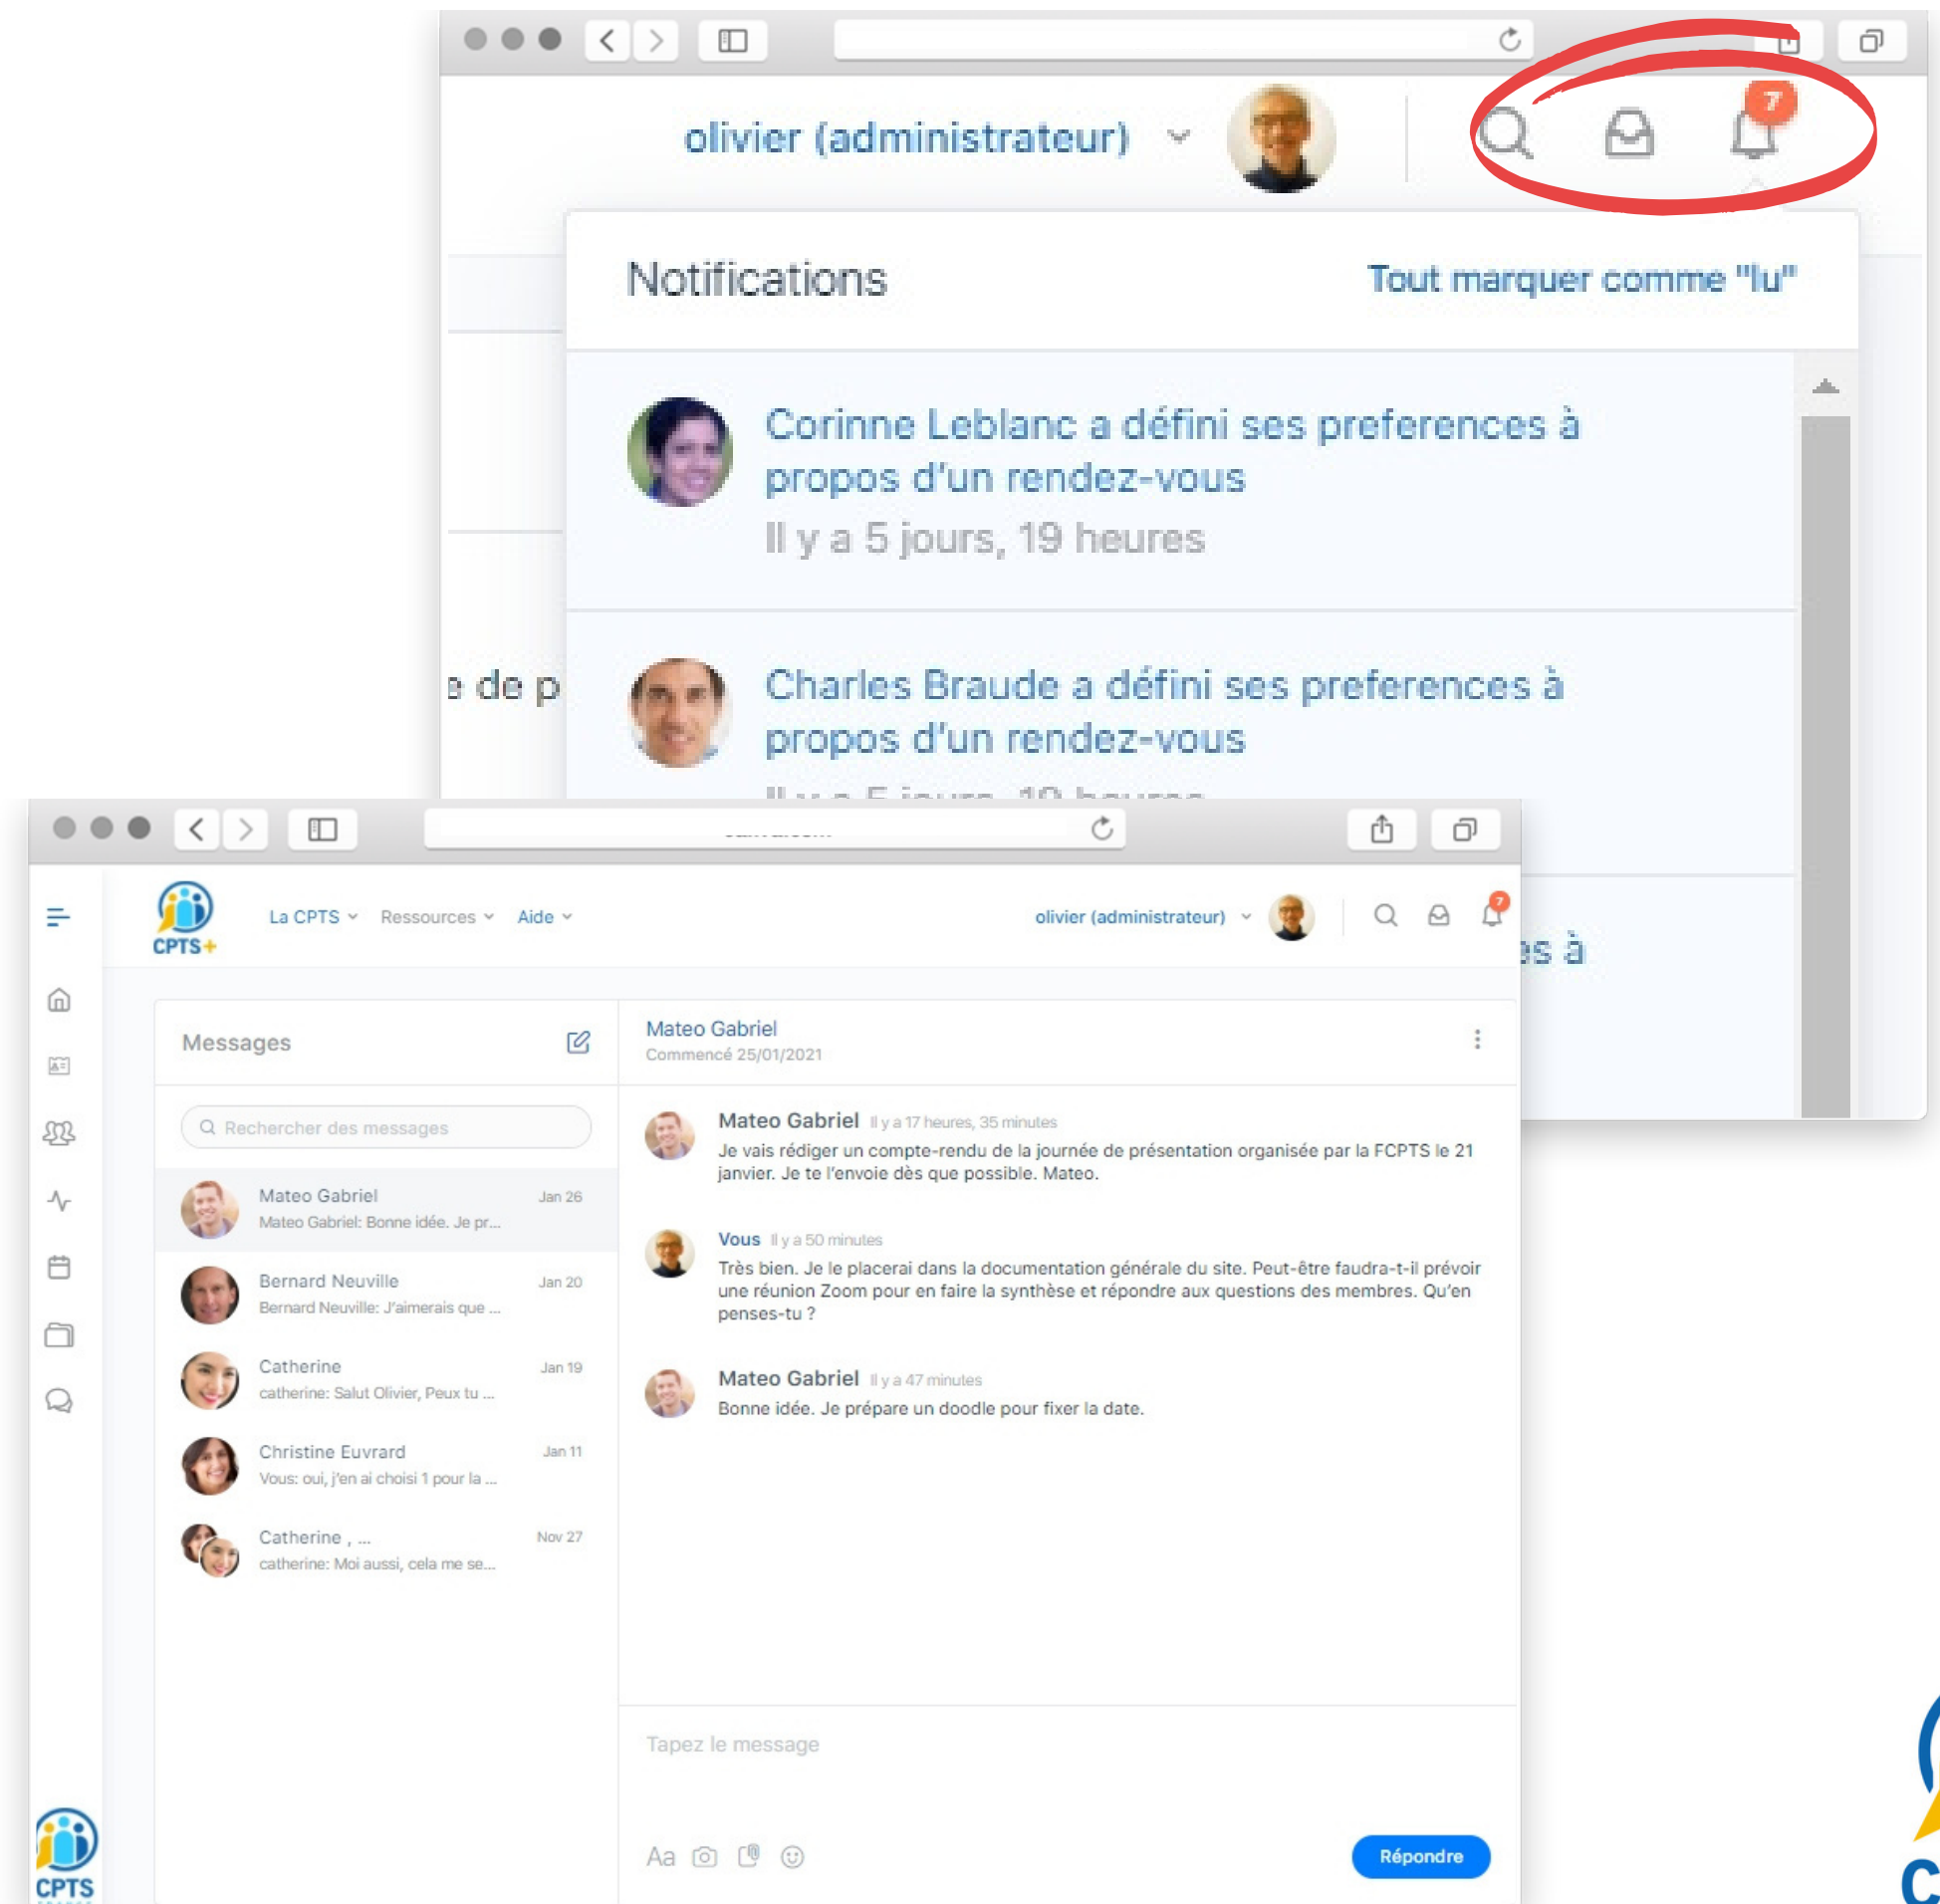 olivier (administrateur)
7
Notifications
Tout marquer comme "lu"
Corinne Leblanc a défini ses preferences à
propos d'un rendez-vous
Il y a 5 jours, 19 heures
e de p
Charles Braude a défini ses preferences à
propos d'un rendez-vous
Il y a 5 jours, 19 heures
es à
CPTS+
La CPTS
Ressources
Aide
olivier (administrateur)
7
Messages
Rechercher des messages
Mateo Gabriel
Jan 26
Mateo Gabriel: Bonne idée. Je pr...
Bernard Neuville
Jan 20
Bernard Neuville: J'aimerais que ...
Catherine
Jan 19
catherine: Salut Olivier, Peux tu ...
Christine Euvrard
Jan 11
Vous: oui, j'en ai choisi 1 pour la ...
Catherine , ...
Nov 27
catherine: Moi aussi, cela me se...
Mateo Gabriel
Commencé 25/01/2021
Mateo Gabriel Il y a 17 heures, 35 minutes
Je vais rédiger un compte-rendu de la journée de présentation organisée par la FCPTS le 21
janvier. Je te l'envoie dès que possible. Mateo.
Vous Il y a 50 minutes
Très bien. Je le placerai dans la documentation générale du site. Peut-être faudra-t-il prévoir
une réunion Zoom pour en faire la synthèse et répondre aux questions des membres. Qu'en
penses-tu ?
Mateo Gabriel Il y a 47 minutes
Bonne idée. Je prépare un doodle pour fixer la date.
Tapez le message
Aa
Répondre
CPTS
C